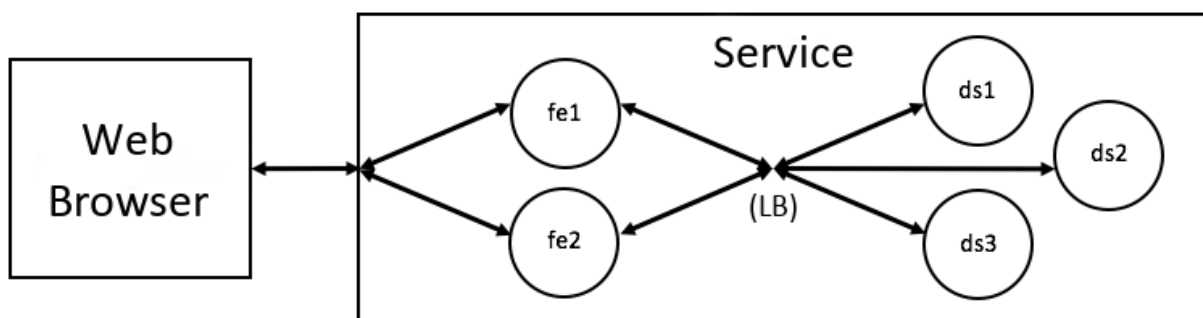 Service
Web
Browser
fe1
fe2
(LB)
ds1
ds2
ds3